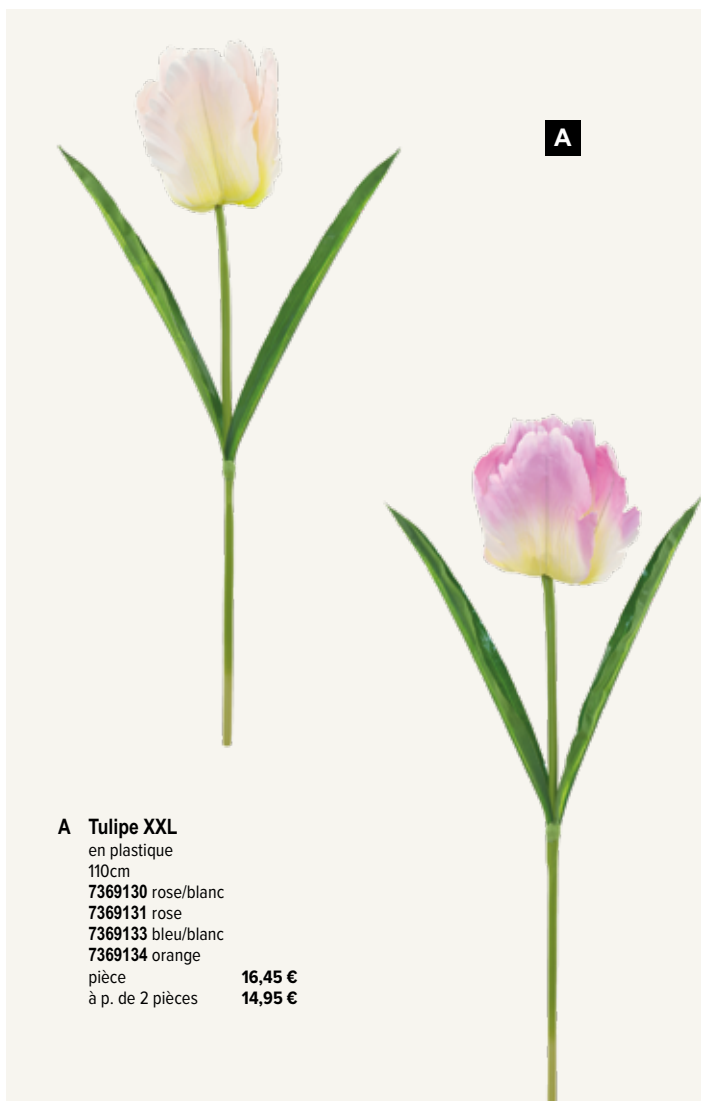 A
A Tulipe XXL
en plastique
110cm
7369130 rose/blanc
7369131 rose
7369133 bleu/blanc
7369134 orange
pièce 16,45 €
à p. de 2 pièces 14,95 €